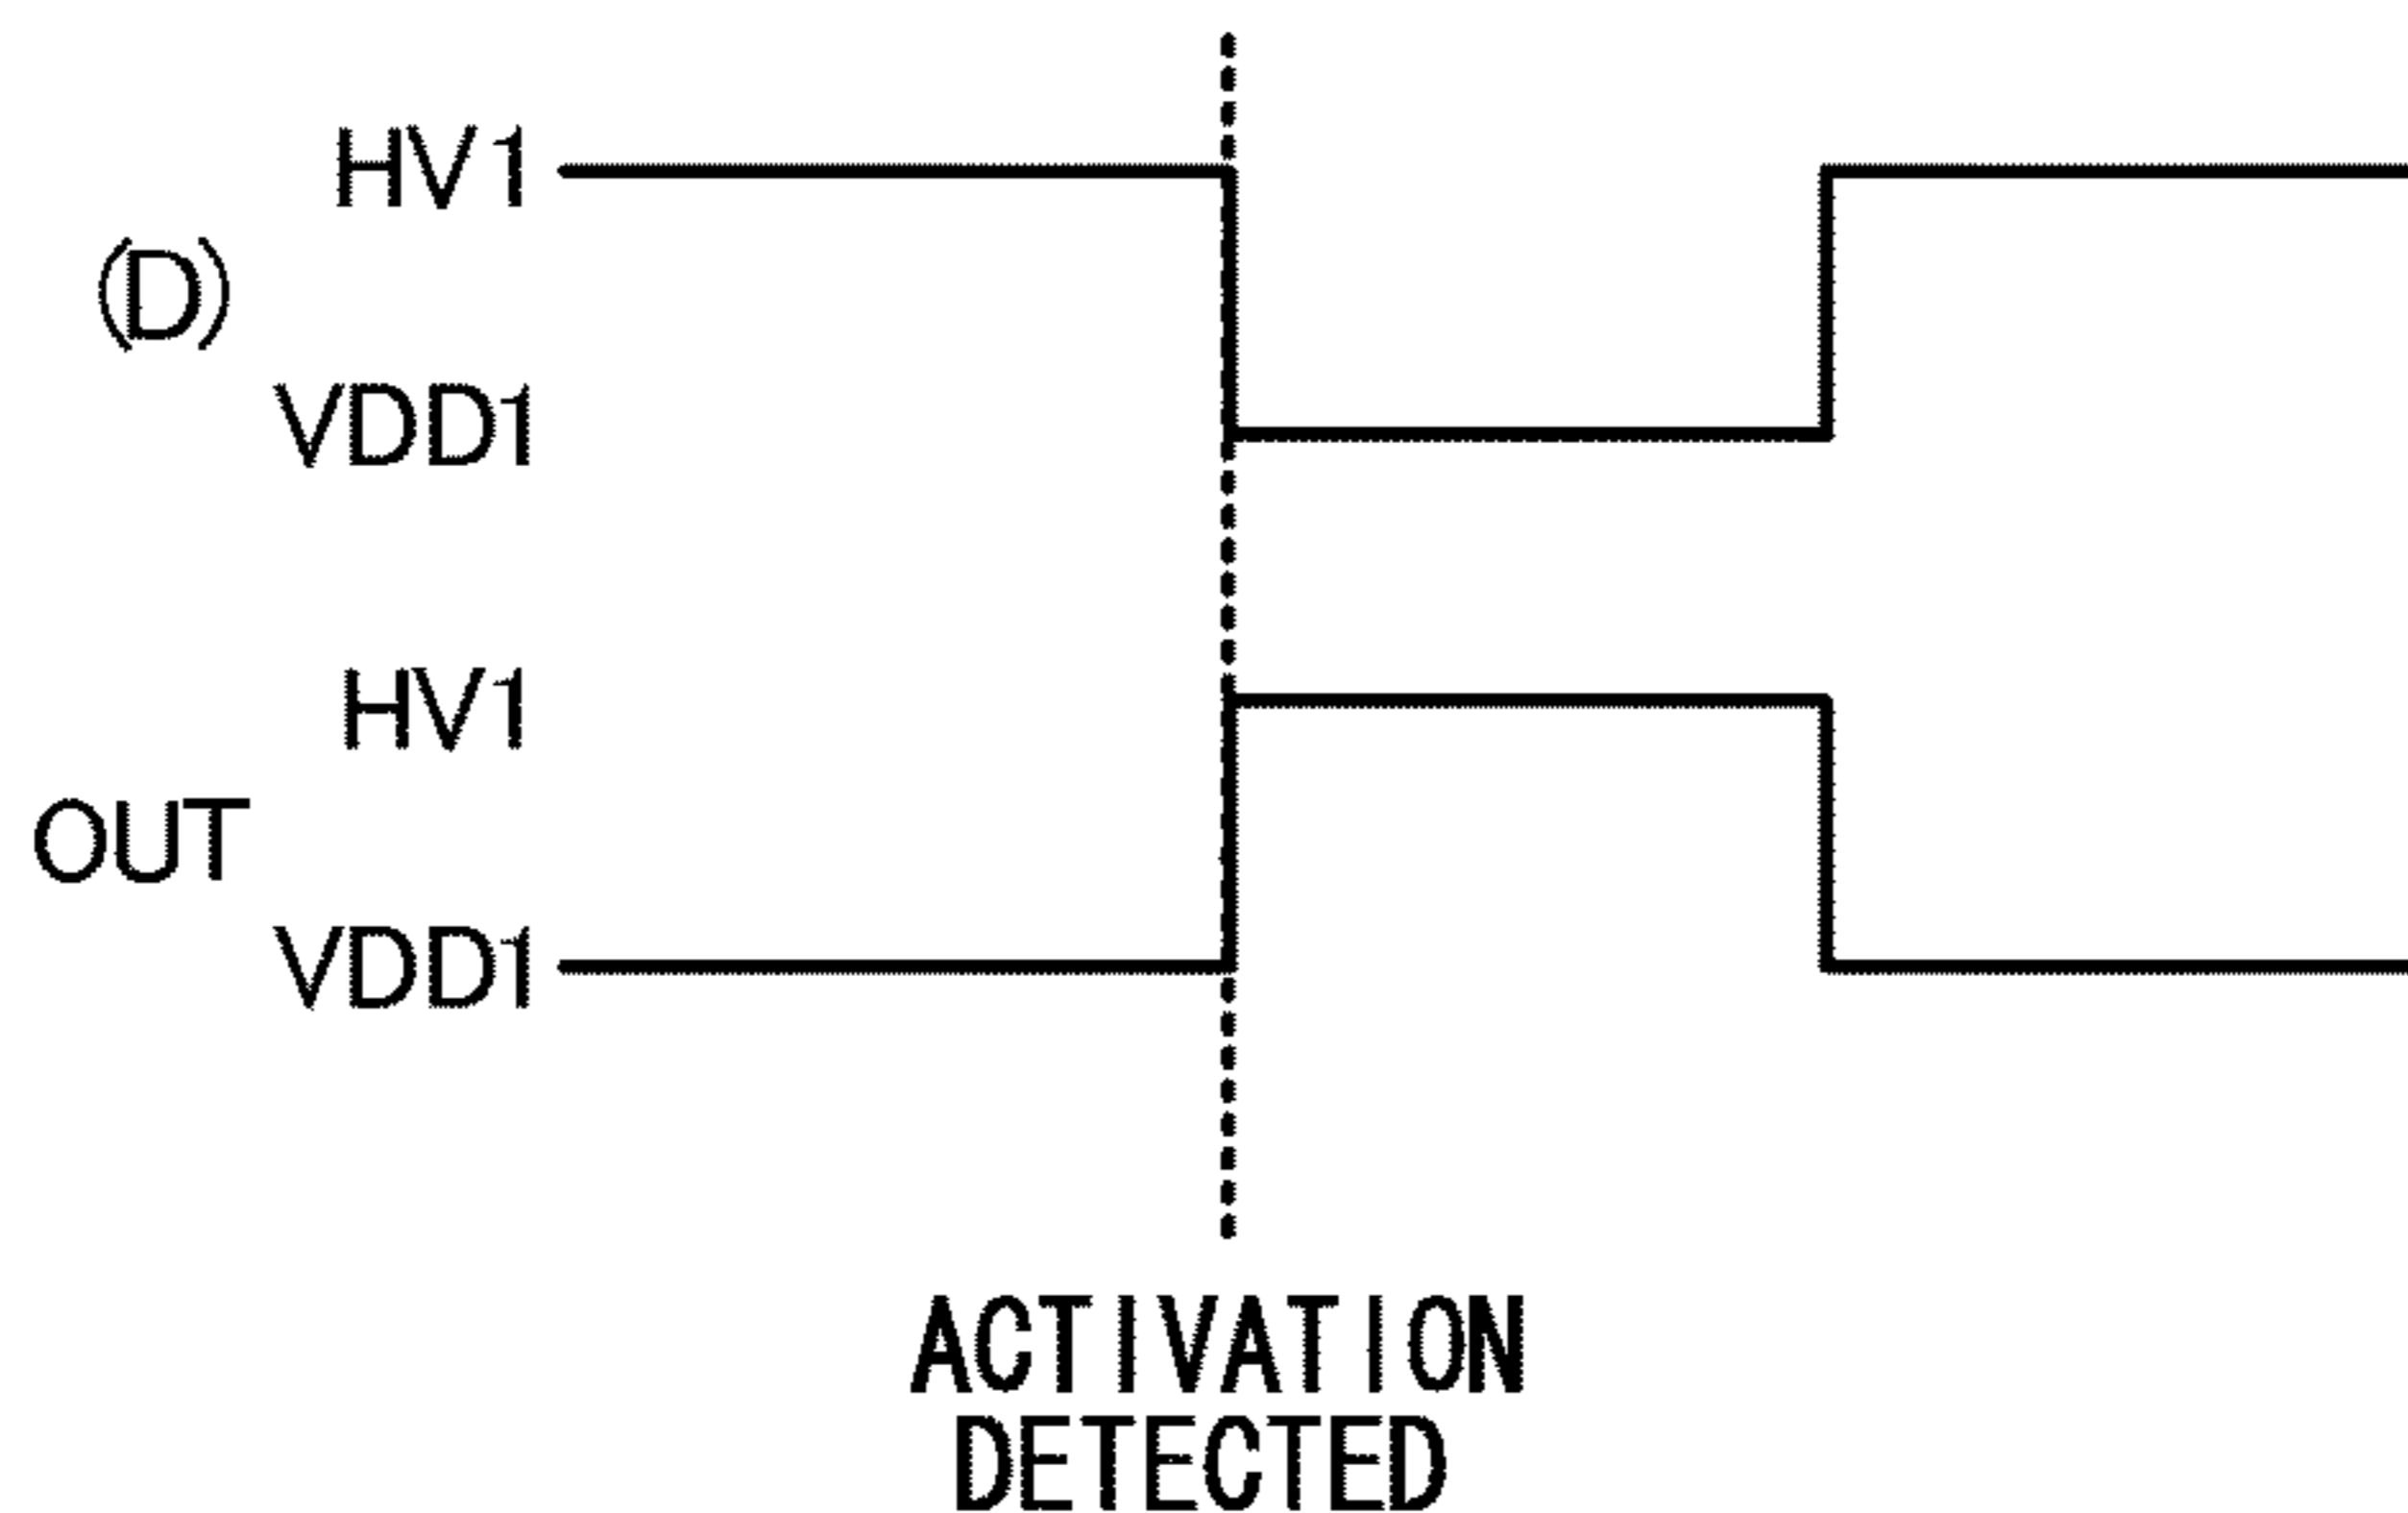 HV1
(D)
VDD1
HV1
OUT
VDD1
ACTIVATION
DETECTED